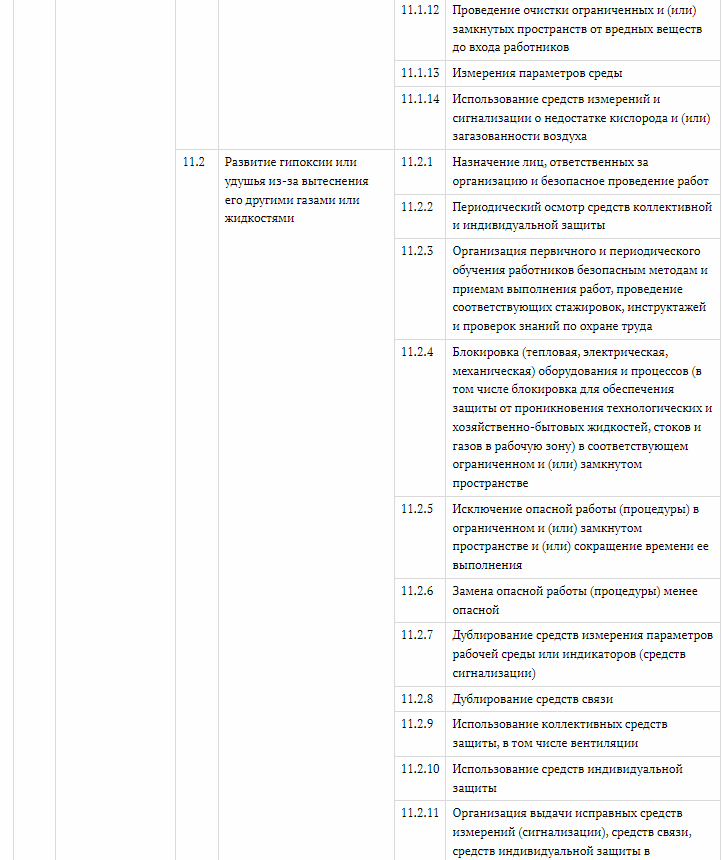 11.1.12 Проведение очистки ограниченных и (или)
замкнутых пространств от вредных веществ
до входа работников
11.1.13 Измерения параметров среды
11.1.14 Использование средств измерений и
сигнализации о недостатке кислорода и (или)
загазованности воздуха
11.2 Развитие гипоксии или
удушья из-за вытеснения
его другими газами или
жидкостями
11.2.1 Назначение лиц, ответственных за
организацию и безопасное проведение работ
11.2.2 Периодический осмотр средств коллективной
и индивидуальной защиты
11.2.3 Организация первичного и периодического
обучения работников безопасным методам и
приемам выполнения работ, проведение
соответствующих стажировок, инструктажей
и проверок знаний по охране труда
11.2.4 Блокировка (тепловая, электрическая,
механическая) оборудования и процессов (в
том числе блокировка для обеспечения
защиты от проникновения технологических и
хозяйственно-бытовых жидкостей, стоков и
газов в рабочую зону) в соответствующем
ограниченном и (или) замкнутом
пространстве
11.2.5 Исключение опасной работы (процедуры) в
ограниченном и (или) замкнутом
пространстве и (или) сокращение времени ее
выполнения
11.2.6 Замена опасной работы (процедуры) менее
опасной
11.2.7 Дублирование средств измерения параметров
рабочей среды или индикаторов (средств
сигнализации)
11.2.8 Дублирование средств связи
11.2.9 Использование коллективных средств
защиты, в том числе вентиляции
11.2.10 Использование средств индивидуальной
защиты
11.2.11 Организация выдачи исправных средств
измерений (сигнализации), средств связи,
средств индивидуальной защиты в